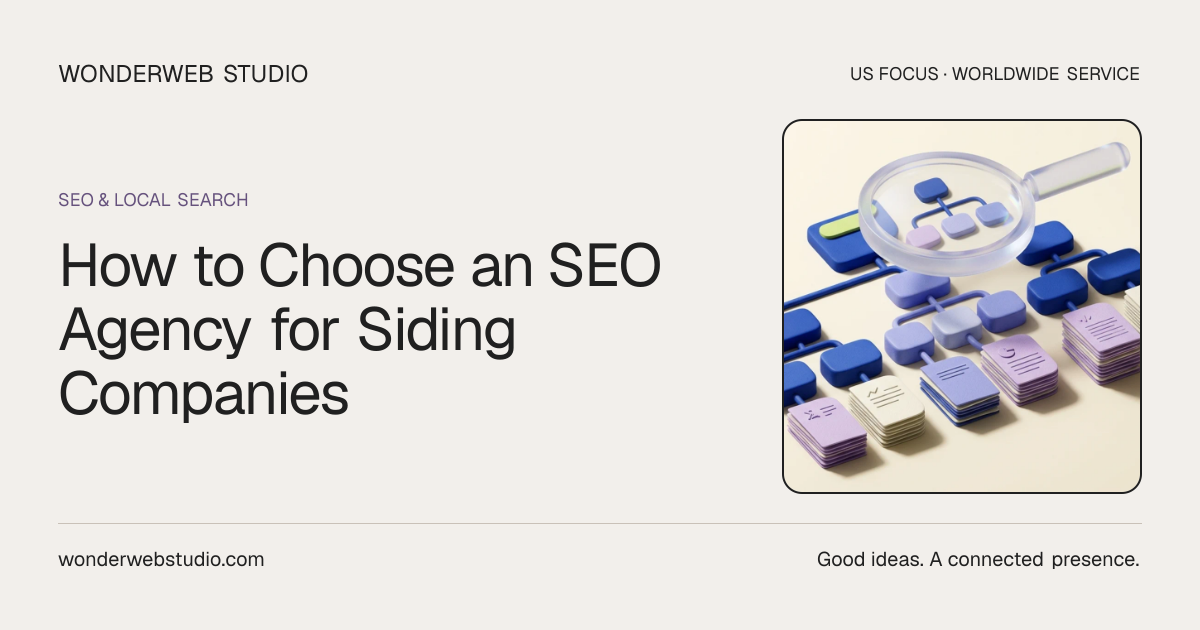 WONDERWEB STUDIO
US FOCUS · WORLDWIDE SERVICE
SEO & LOCAL SEARCH
How to Choose an SEO
Agency for Siding
Companies
wonderwebstudio.com
Good ideas. A connected presence.